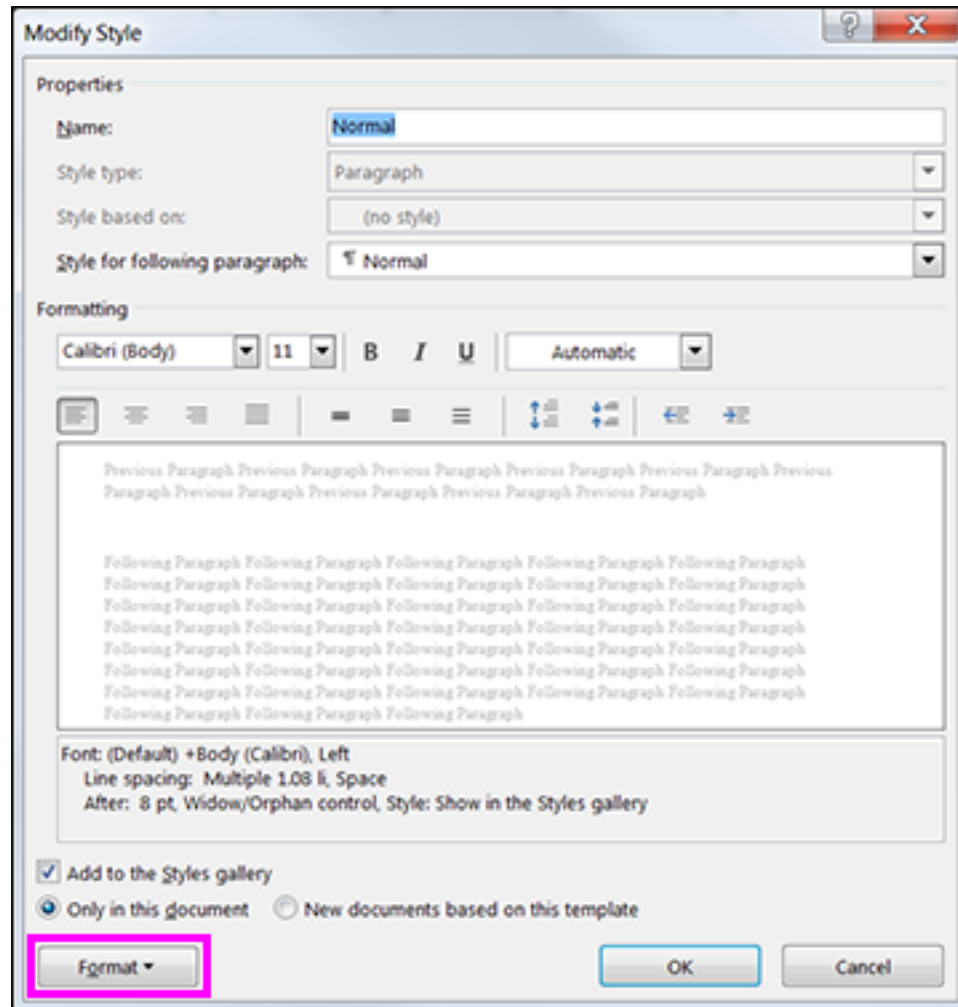 Modify Style
Properties
Name: Normal
Style type: Paragraph
Style based on: (no style)
Style for following paragraph: ¶ Normal
Formatting
Calibri (Body) 11 B I U Automatic
Previous Paragraph Previous Paragraph Previous Paragraph Previous Paragraph Previous Paragraph Previous
Paragraph Previous Paragraph Previous Paragraph Previous Paragraph Previous Paragraph
Following Paragraph Following Paragraph Following Paragraph Following Paragraph Following Paragraph
Following Paragraph Following Paragraph Following Paragraph Following Paragraph Following Paragraph
Following Paragraph Following Paragraph Following Paragraph Following Paragraph Following Paragraph
Following Paragraph Following Paragraph Following Paragraph Following Paragraph Following Paragraph
Following Paragraph Following Paragraph Following Paragraph Following Paragraph Following Paragraph
Following Paragraph Following Paragraph Following Paragraph Following Paragraph Following Paragraph
Following Paragraph Following Paragraph Following Paragraph Following Paragraph Following Paragraph
Following Paragraph Following Paragraph Following Paragraph
Font: (Default) +Body (Calibri), Left
Line spacing: Multiple 1.08 li, Space
After: 8 pt, Widow/Orphan control, Style: Show in the Styles gallery
Add to the Styles gallery
Only in this document New documents based on this template
Format OK Cancel